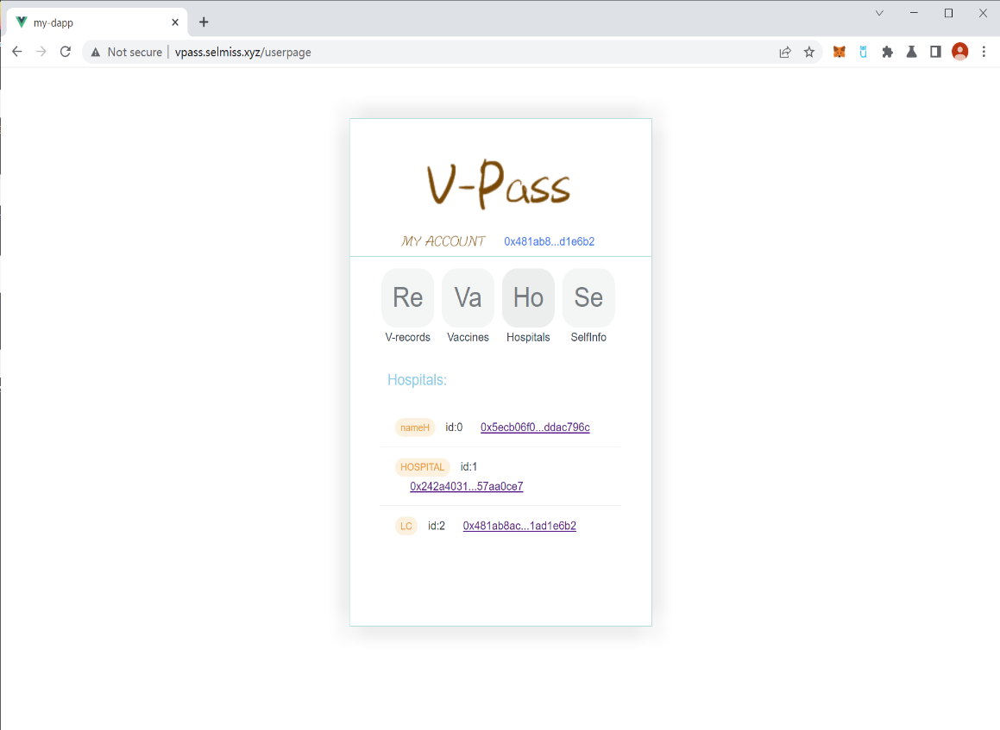 my-dapp
Not secure | vpass.selmiss.xyz/userpage
V-Pass
MY ACCOUNT 0x481ab8...d1e6b2
Re Va Ho Se
V-records Vaccines Hospitals SelfInfo
Hospitals:
nameH id:0 0x5ecb06f0...ddac796c
HOSPITAL id:1
0x242a4031...57aa0ce7
LC id:2 0x481ab8ac...1ad1e6b2